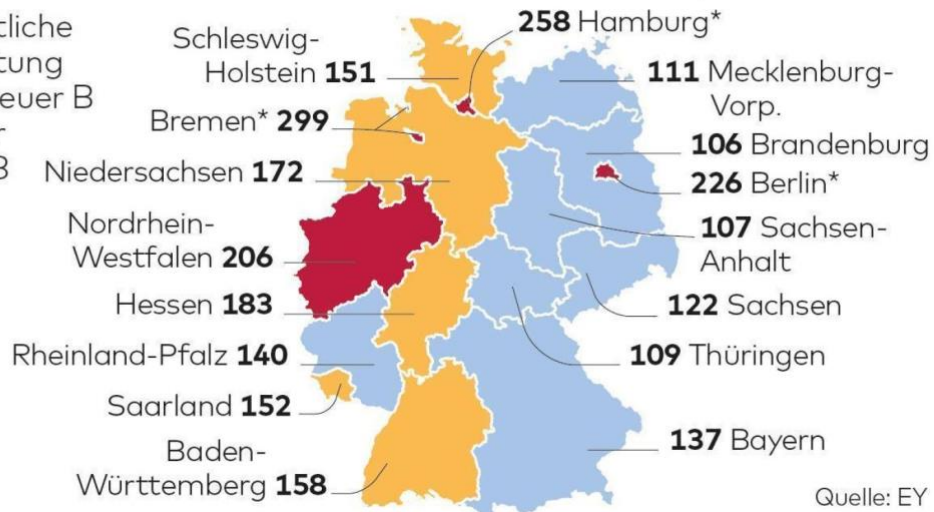 258 Hamburg*
Schleswig-
Holstein 151
111 Mecklenburg-
Vorp.
Bremen* 299
106 Brandenburg
Niedersachsen 172
226 Berlin*
Nordrhein-
Westfalen 206
107 Sachsen-
Anhalt
Hessen 183
122 Sachsen
Rheinland-Pfalz 140
109 Thüringen
Saarland 152
Baden-
Württemberg 158
137 Bayern
Quelle: EY